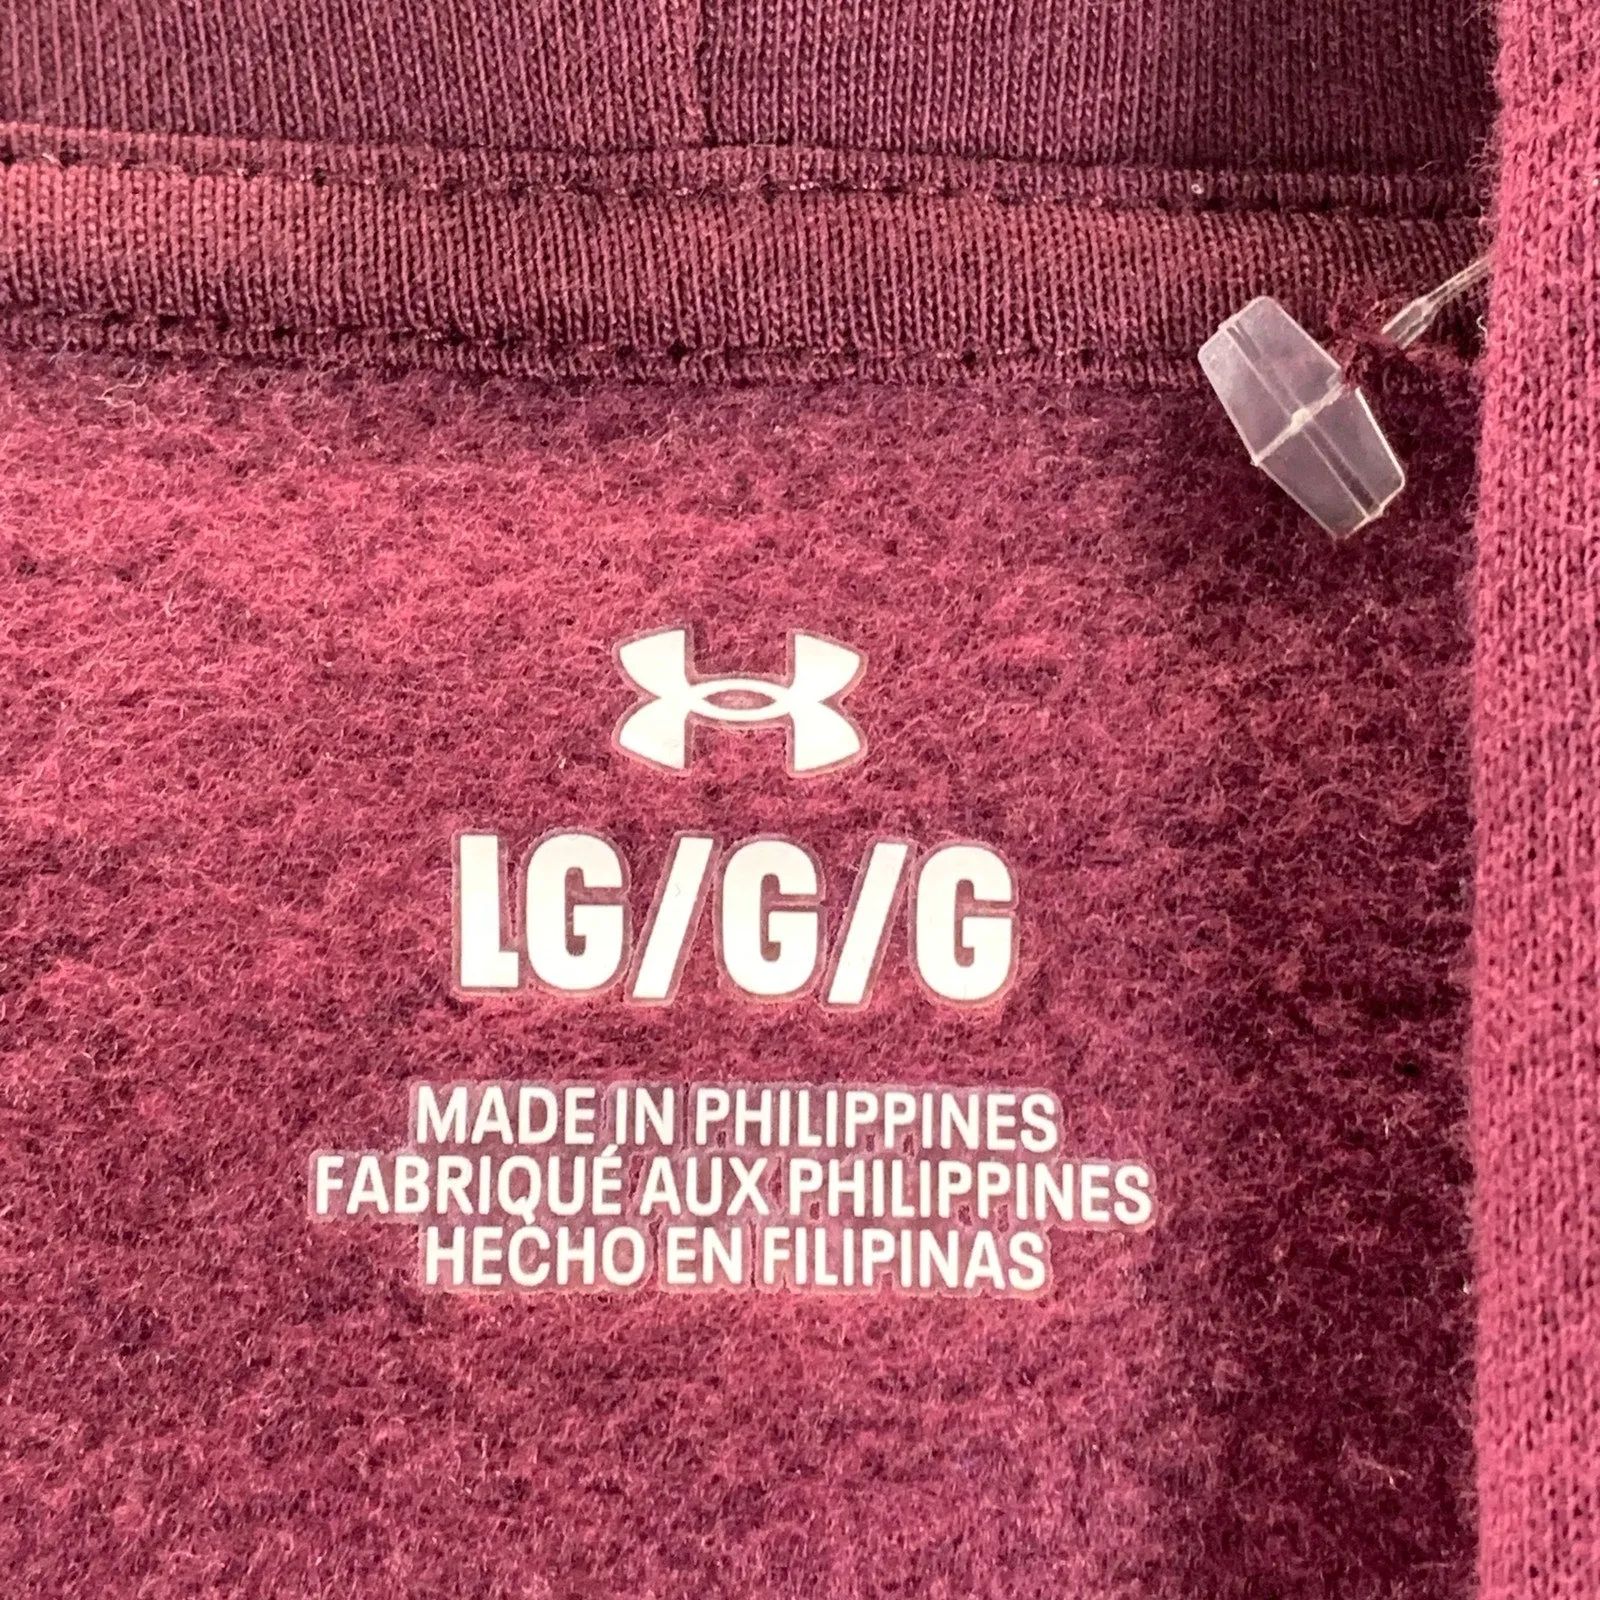 LG/G/G
MADE IN PHILIPPINES
FABRIQUÉ AUX PHILIPPINES
HECHO EN FILIPINAS